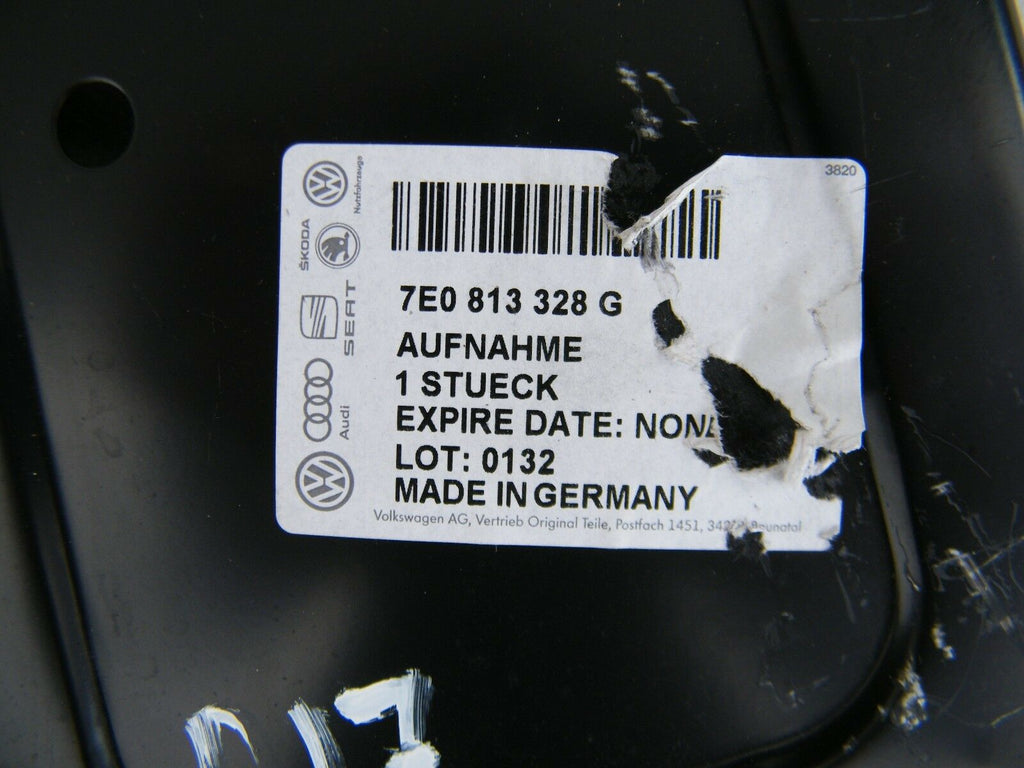 3820
Nutzfahrzeuge
ŠKODA
SEAT
Audi
7E0 813 328 G
AUFNAHME
1 STUECK
EXPIRE DATE: NONE
LOT: 0132
MADE IN GERMANY
Volkswagen AG, Vertrieb Original Teile, Postfach 1451,